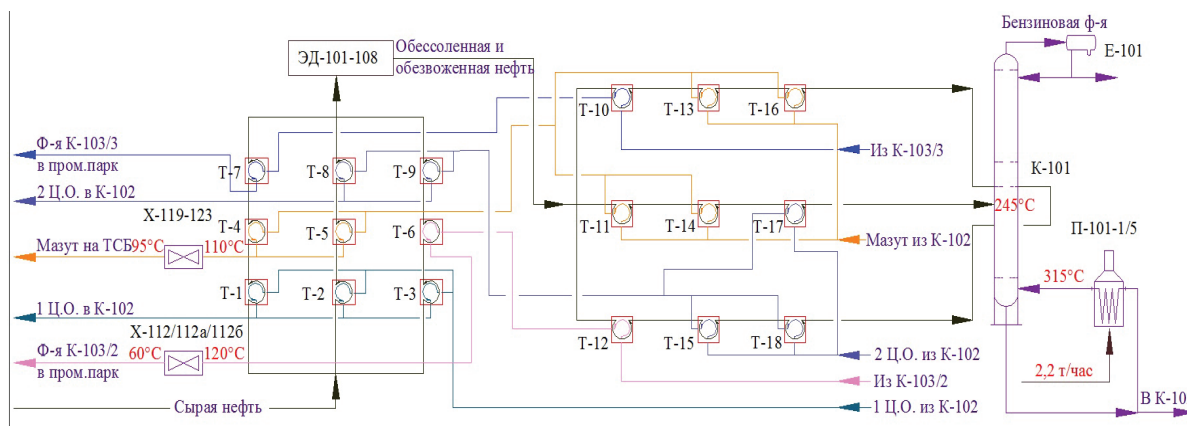 Бензиновая ф-я
Е-101
ЭД-101-108
Обессоленная и
обезвоженная нефть
Т-10
Т-13
Т-16
Ф-я К-103/3
в пром.парк
Т-7
Т-8
Т-9
Из К-103/3
2 Ц.О. в К-102
К-101
Х-119-123
Т-4
Т-5
Т-6
Т-11
Т-14
Т-17
245°С
Мазут на ТСБ
95°С
110°С
Мазут из К-102
П-101-1/5
315°С
Т-1
Т-2
Т-3
1 Ц.О. в К-102
Х-112/112а/112б
Т-12
Т-15
Т-18
Ф-я К-103/2
в пром.парк
60°С
120°С
2 Ц.О. из К-102
2,2 т/час
Из К-103/2
Сырая нефть
1 Ц.О. из К-102
В К-10